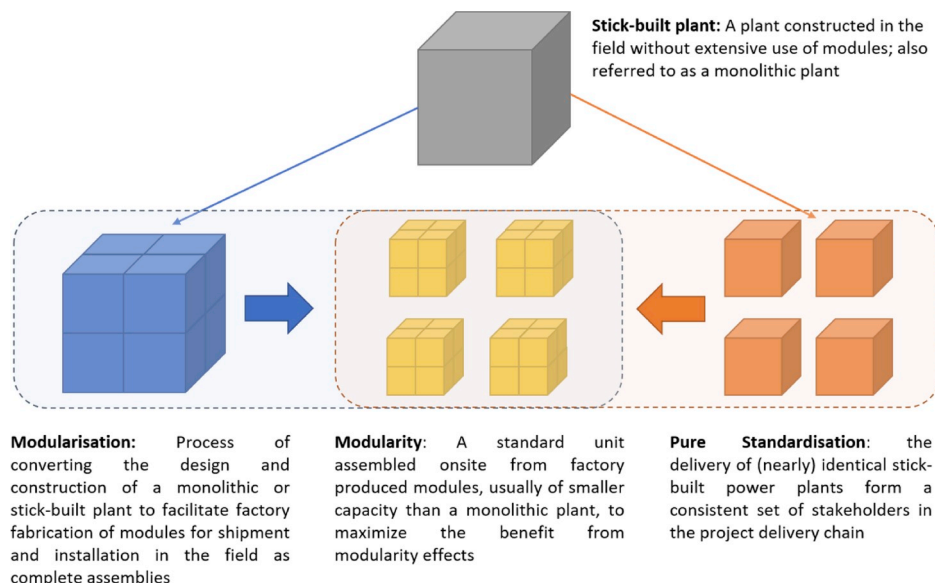 Stick-built plant: A plant constructed in the
field without extensive use of modules; also
referred to as a monolithic plant
Modularisation: Process of
converting the design and
construction of a monolithic or
stick-built plant to facilitate factory
fabrication of modules for shipment
and installation in the field as
complete assemblies
Modularity: A standard unit
assembled onsite from factory
produced modules, usually of smaller
capacity than a monolithic plant, to
maximize the benefit from
modularity effects
Pure Standardisation: the
delivery of (nearly) identical stick-
built power plants form a
consistent set of stakeholders in
the project delivery chain